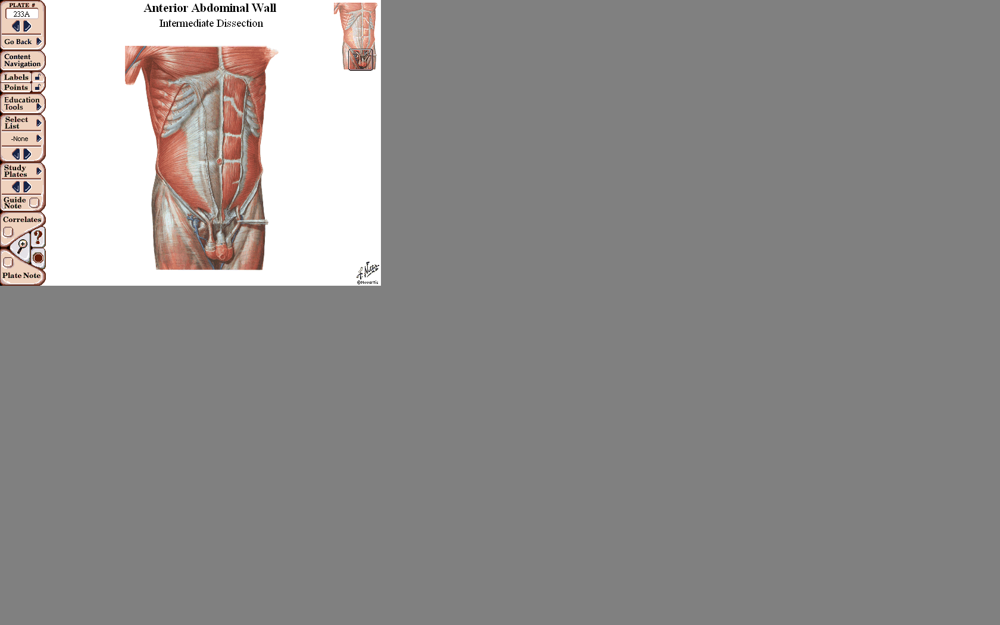 PLATE #
233A
Go Back
Content
Navigation
Labels
Points
Education
Tools
Select
List
-None
Study
Plates
Guide
Note
Correlates
?
Plate Note
Anterior Abdominal Wall
Intermediate Dissection
F. Netter
©Novartis